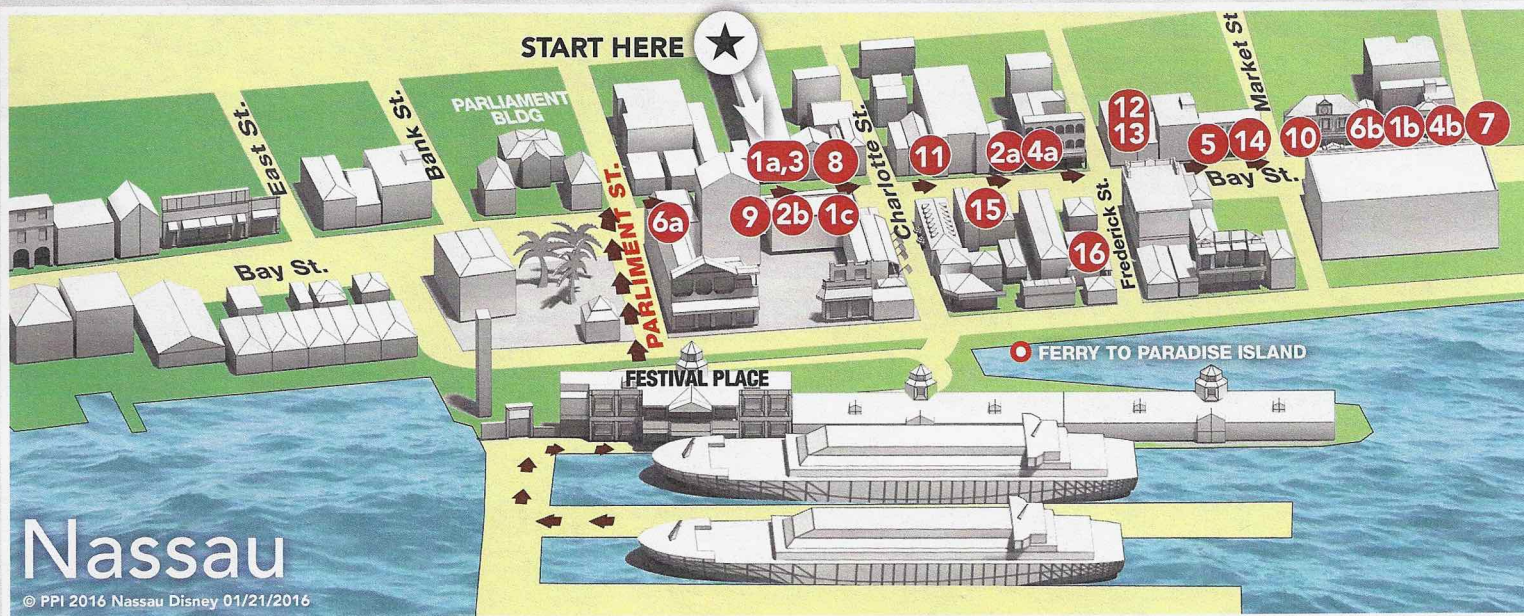 START HERE
PARLIAMENT
BLDG
East St.
Bank St.
PARLIMENT ST.
Charlotte St.
Frederick St.
Market St.
Bay St.
Bay St.
1a,3
8
11
2a
4a
12
13
5
14
10
6b
1b
4b
7
6a
9
2b
1c
15
16
FERRY TO PARADISE ISLAND
FESTIVAL PLACE
Nassau
© PPI 2016 Nassau Disney 01/21/2016